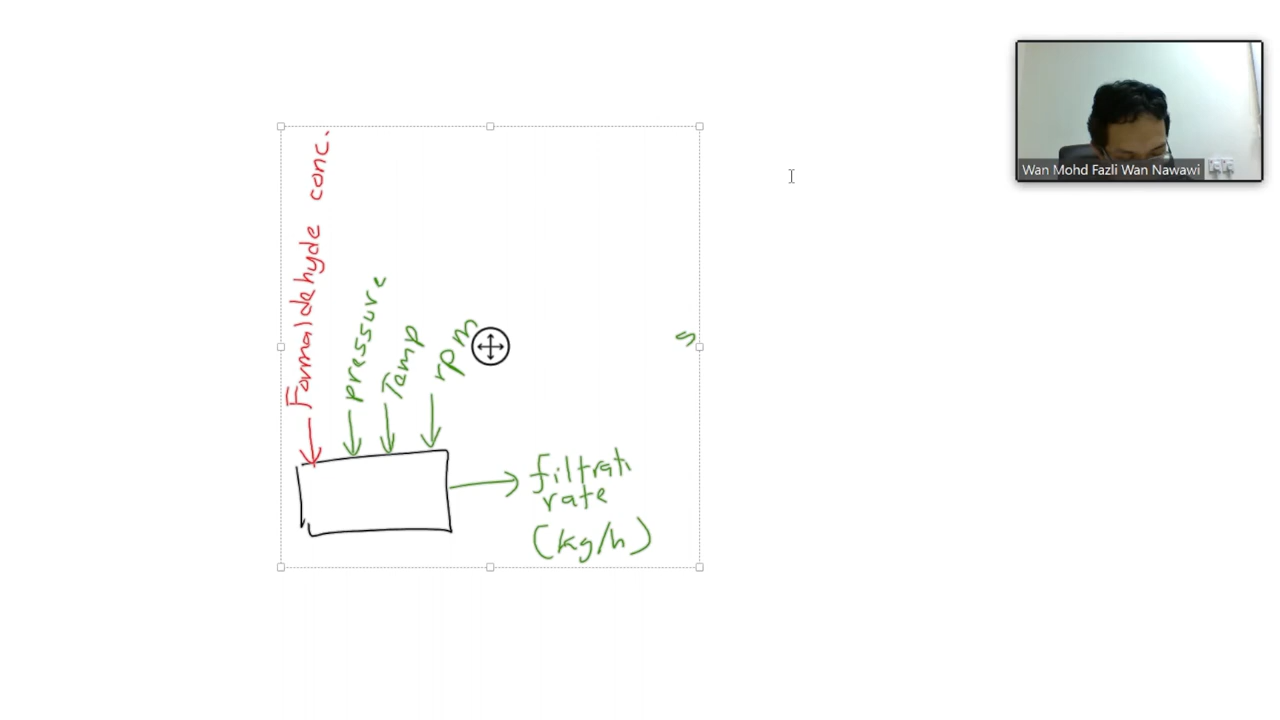 Formaldehyde conc.
pressure
Temp
rpm
s
filtrati
rate
(kg/h)
Wan Mohd Fazli Wan Nawawi